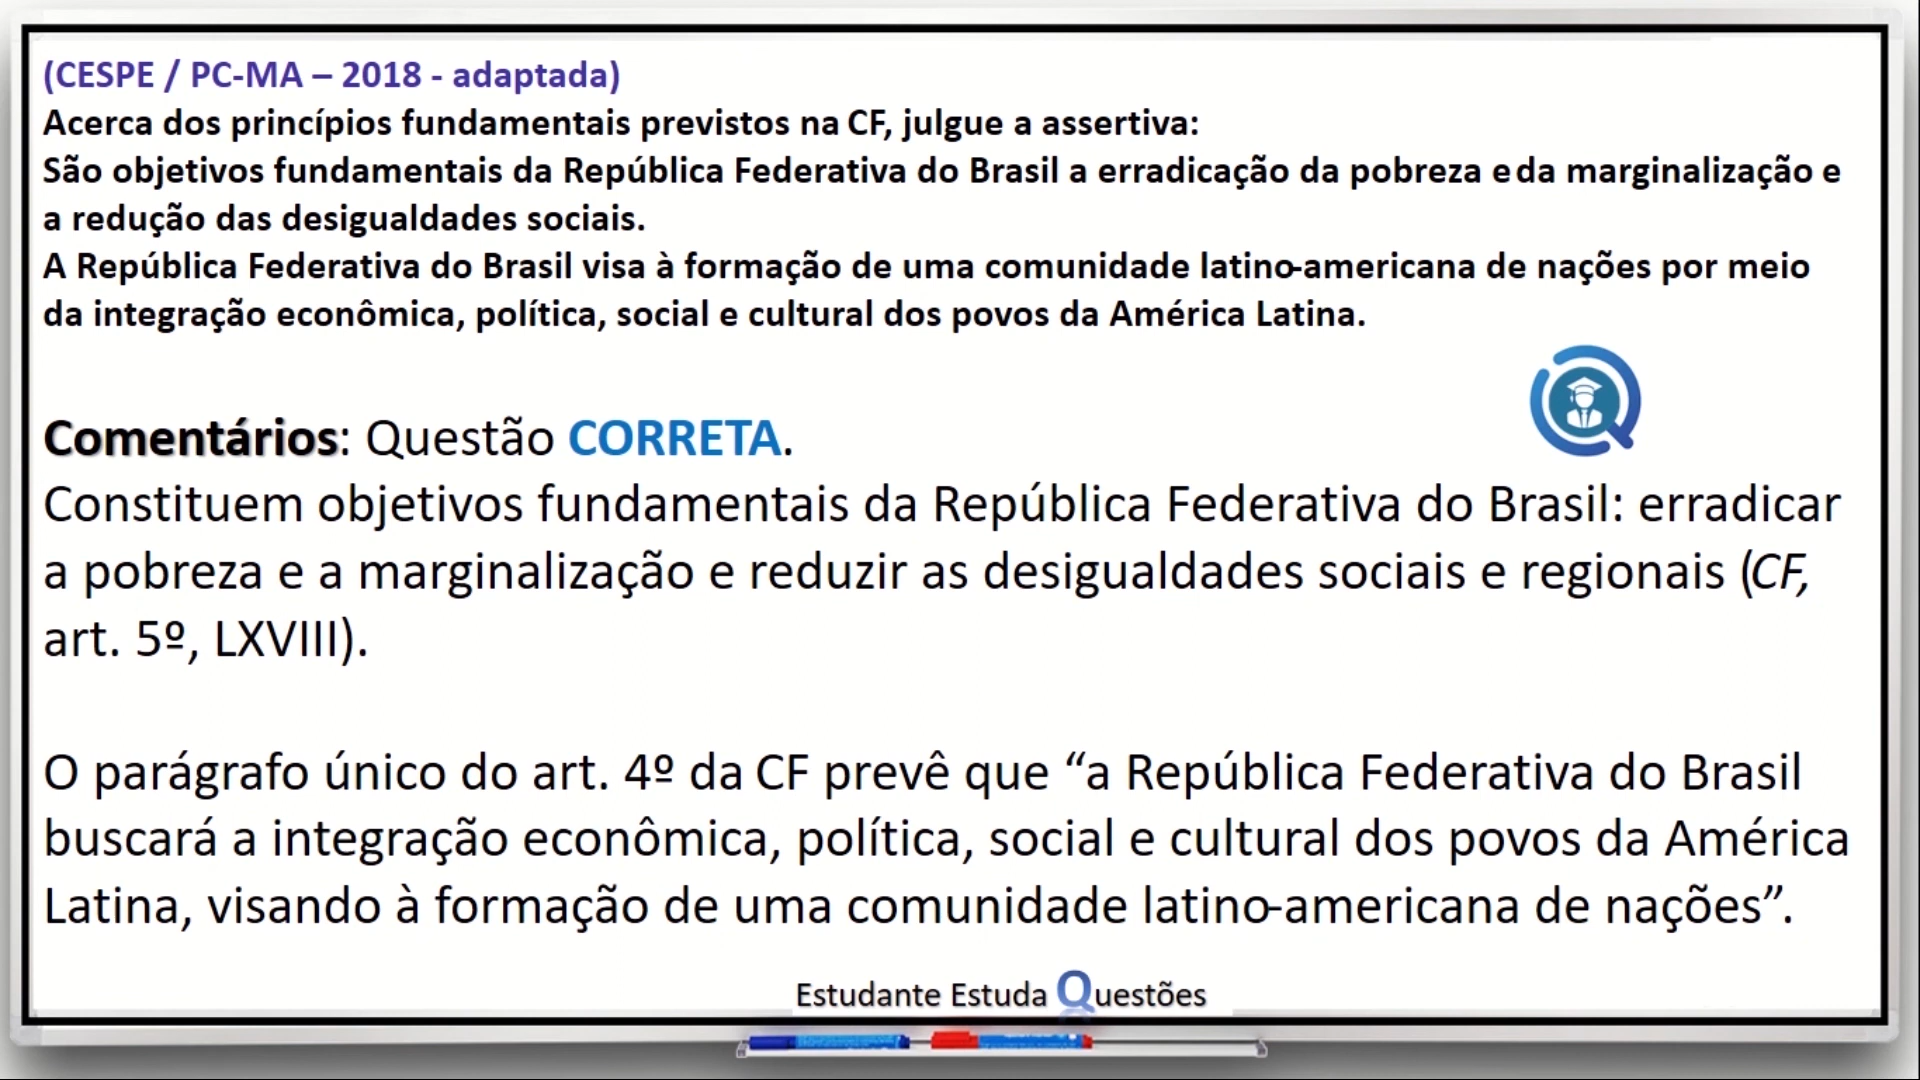 (CESPE / PC-MA – 2018 - adaptada)
Acerca dos princípios fundamentais previstos na CF, julgue a assertiva:
São objetivos fundamentais da República Federativa do Brasil a erradicação da pobreza e da marginalização e
a redução das desigualdades sociais.
A República Federativa do Brasil visa à formação de uma comunidade latino-americana de nações por meio
da integração econômica, política, social e cultural dos povos da América Latina.
Comentários: Questão CORRETA.
Constituem objetivos fundamentais da República Federativa do Brasil: erradicar
a pobreza e a marginalização e reduzir as desigualdades sociais e regionais (CF,
art. 5º, LXVIII).
O parágrafo único do art. 4º da CF prevê que “a República Federativa do Brasil
buscará a integração econômica, política, social e cultural dos povos da América
Latina, visando à formação de uma comunidade latino-americana de nações”.
Estudante Estuda Questões